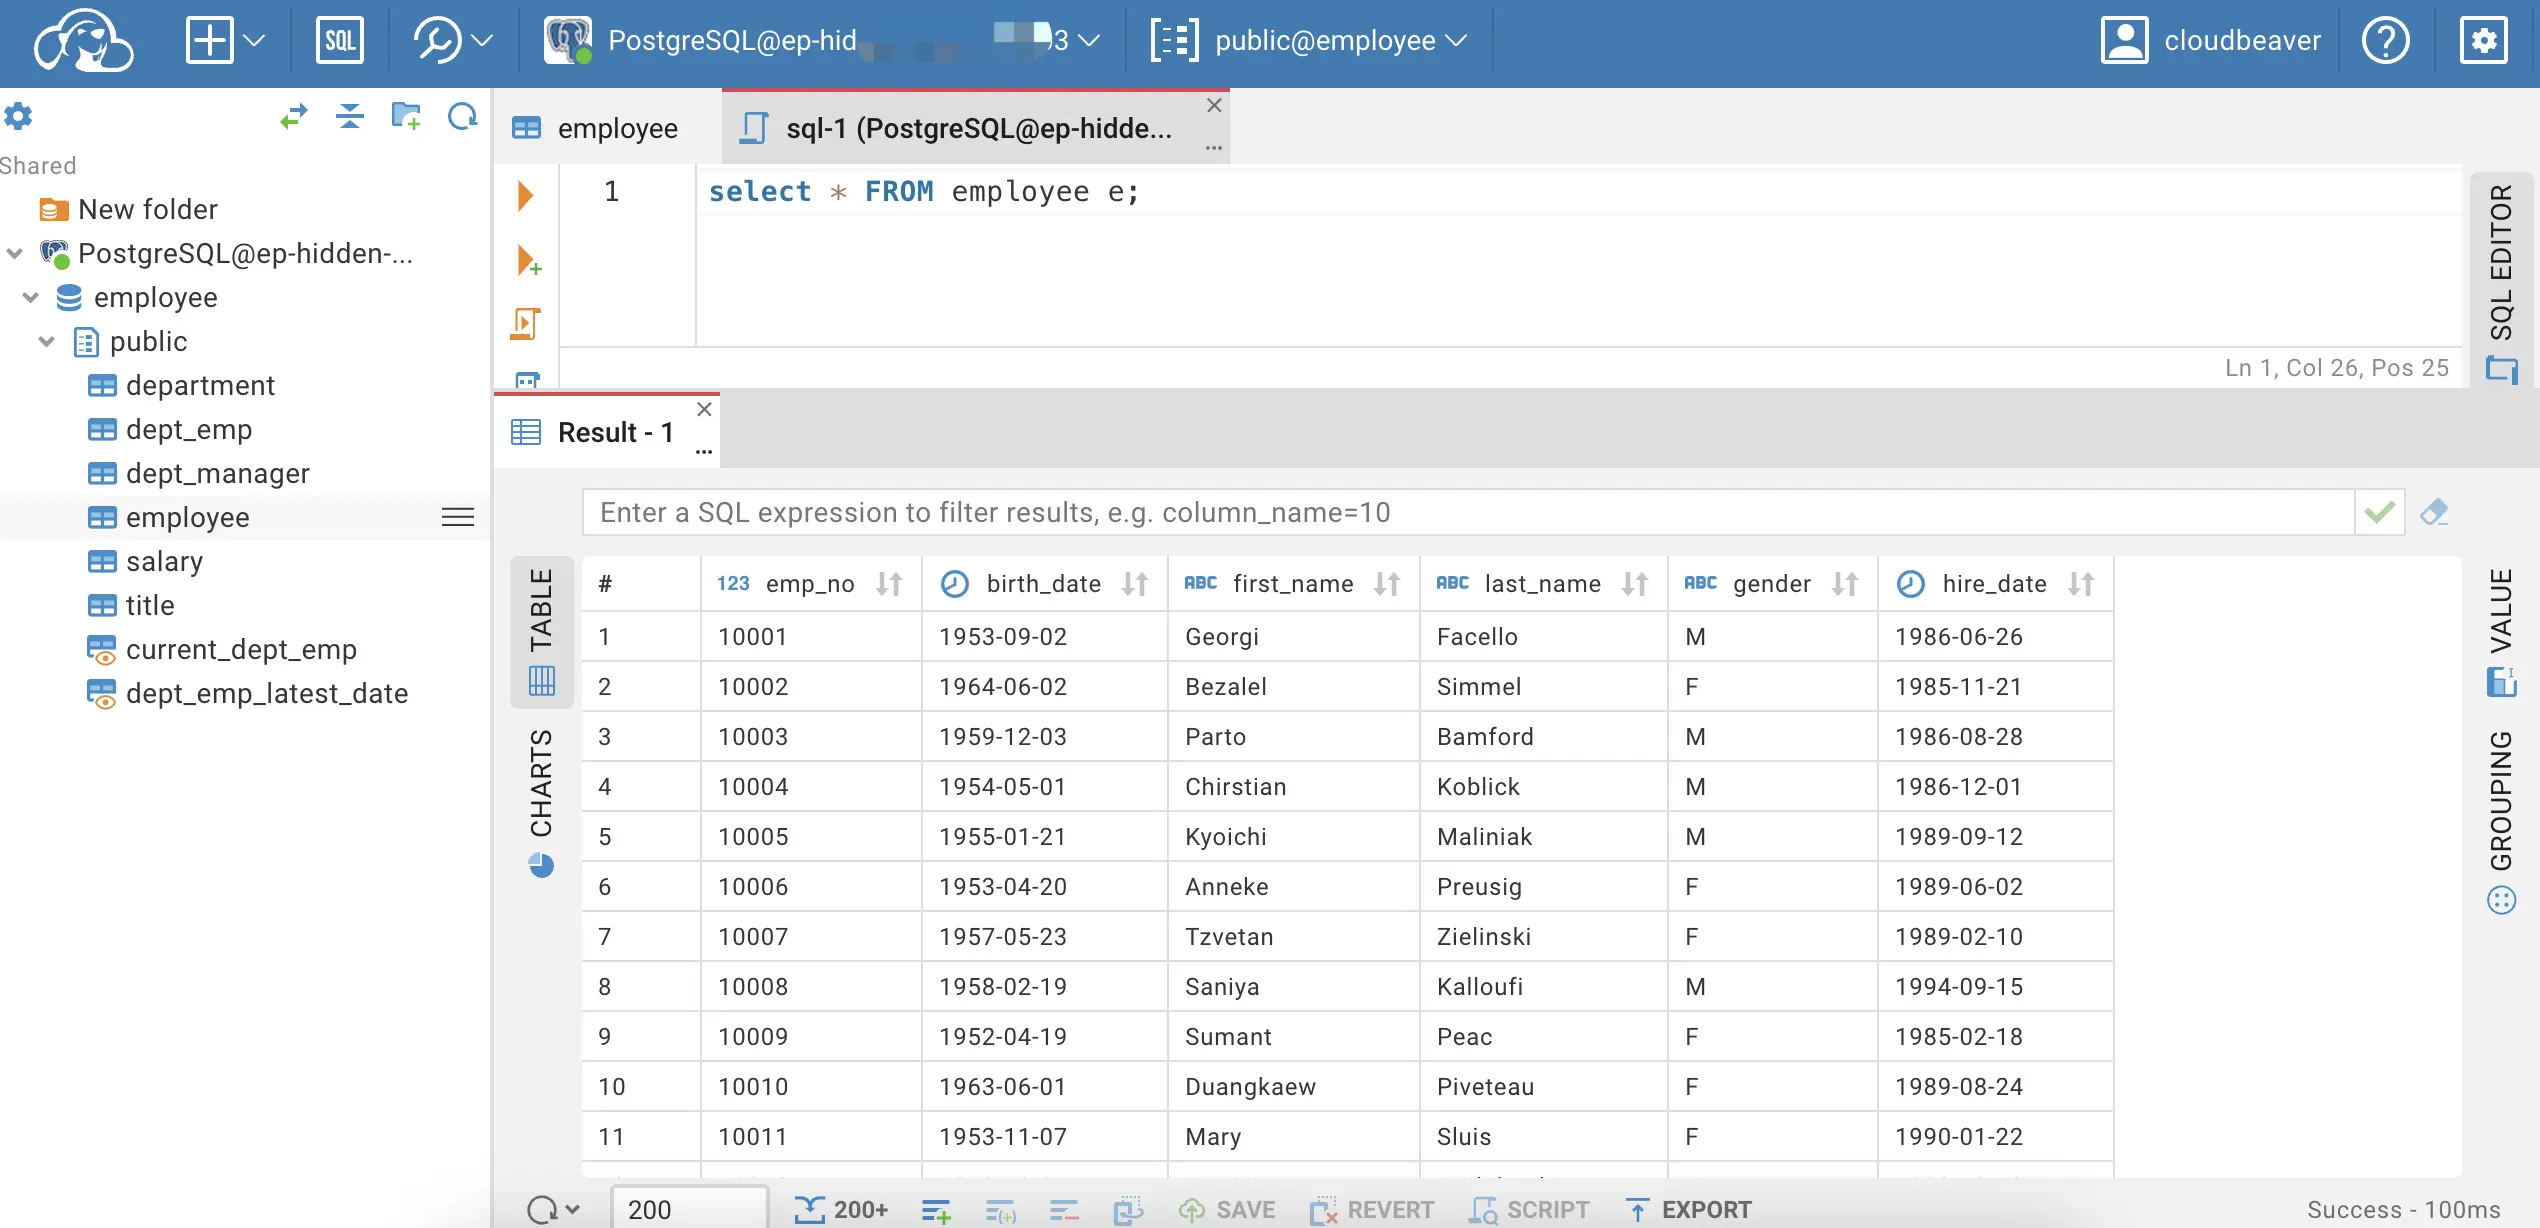 SQL
PostgreSQL@ep-hid
3
public@employee
cloudbeaver
Shared
New folder
PostgreSQL@ep-hidden-...
employee
public
department
dept_emp
dept_manager
employee
salary
title
current_dept_emp
dept_emp_latest_date
employee
sql-1 (PostgreSQL@ep-hidde...
1 select * FROM employee e;
Ln 1, Col 26, Pos 25
SQL EDITOR
Result - 1
Enter a SQL expression to filter results, e.g. column_name=10
TABLE
CHARTS
VALUE
GROUPING
# 123 emp_no birth_date ABC first_name ABC last_name ABC gender hire_date
1 10001 1953-09-02 Georgi Facello M 1986-06-26
2 10002 1964-06-02 Bezalel Simmel F 1985-11-21
3 10003 1959-12-03 Parto Bamford M 1986-08-28
4 10004 1954-05-01 Chirstian Koblick M 1986-12-01
5 10005 1955-01-21 Kyoichi Maliniak M 1989-09-12
6 10006 1953-04-20 Anneke Preusig F 1989-06-02
7 10007 1957-05-23 Tzvetan Zielinski F 1989-02-10
8 10008 1958-02-19 Saniya Kalloufi M 1994-09-15
9 10009 1952-04-19 Sumant Peac F 1985-02-18
10 10010 1963-06-01 Duangkaew Piveteau F 1989-08-24
11 10011 1953-11-07 Mary Sluis F 1990-01-22
200 200+ SAVE REVERT SCRIPT EXPORT Success - 100ms